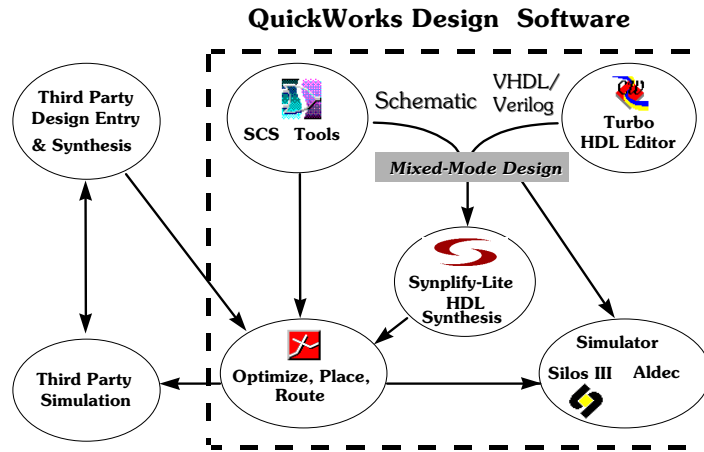 QuickWorks Design Software
Third Party
Design Entry
& Synthesis
SCS Tools
Schematic
VHDL/
Verilog
Turbo
HDL Editor
Mixed-Mode Design
Synplify-Lite
HDL
Synthesis
Third Party
Simulation
Optimize, Place,
Route
Simulator
Silos III Aldec